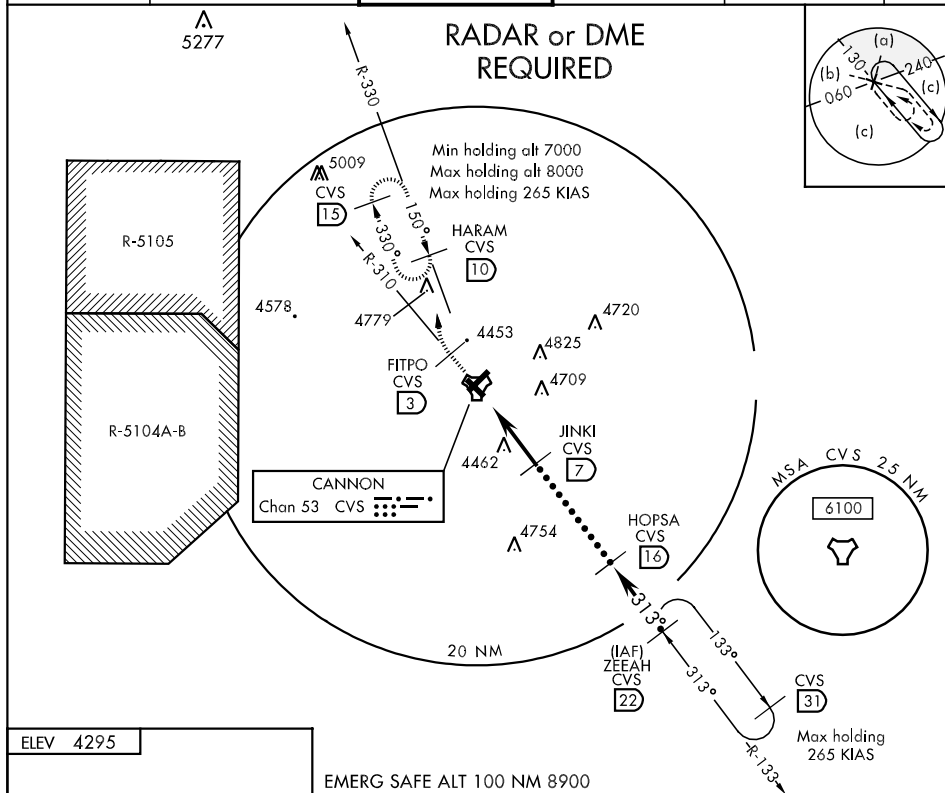 5277
RADAR or DME
REQUIRED
R-330
(a)
130
240
(b)
(c)
060
(c)
Min holding alt 7000
Max holding alt 8000
Max holding 265 KIAS
5009
CVS
15
150°
330°
HARAM
CVS
10
R-310
R-5105
4578
4779
4453
4720
4825
4709
FITPO
CVS
3
R-5104A-B
JINKI
CVS
7
4462
CANNON
Chan 53 CVS
MSA CVS 25 NM
6100
4754
HOPSA
CVS
16
313°
20 NM
(IAF)
ZEEAH
CVS
22
133°
313°
CVS
31
Max holding
265 KIAS
R-133
ELEV 4295
EMERG SAFE ALT 100 NM 8900